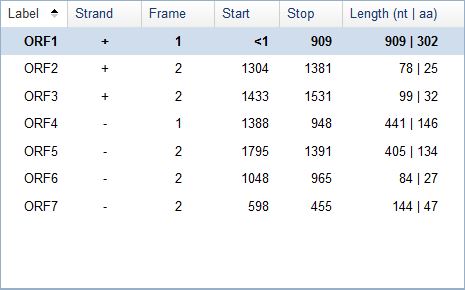 Label Strand Frame Start Stop Length (nt | aa)
ORF1 + 1 <1 909 909 | 302
ORF2 + 2 1304 1381 78 | 25
ORF3 + 2 1433 1531 99 | 32
ORF4 - 1 1388 948 441 | 146
ORF5 - 2 1795 1391 405 | 134
ORF6 - 2 1048 965 84 | 27
ORF7 - 2 598 455 144 | 47